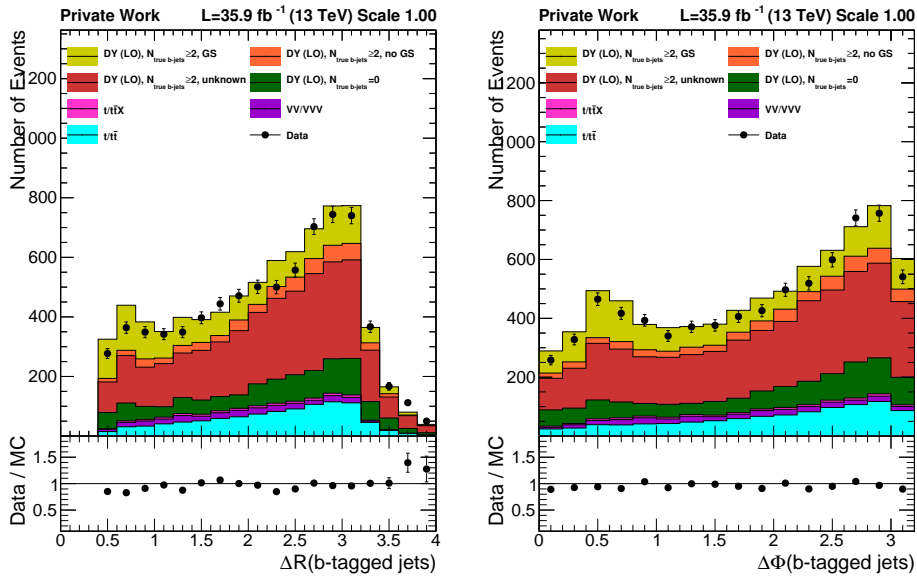 Private Work L=35.9 fb⁻¹ (13 TeV) Scale 1.00
Number of Events
DY (LO), N_true b-jets ≥2, GS
DY (LO), N_true b-jets ≥2, no GS
DY (LO), N_true b-jets ≥2, unknown
DY (LO), N_true b-jets =0
t/tt̄X
VV/VVV
t/tt̄
Data
1200
1000
800
600
400
200
Data / MC
1.5
1
0.5
0 0.5 1 1.5 2 2.5 3 3.5 4
ΔR(b-tagged jets)
Private Work L=35.9 fb⁻¹ (13 TeV) Scale 1.00
Number of Events
DY (LO), N_true b-jets ≥2, GS
DY (LO), N_true b-jets ≥2, no GS
DY (LO), N_true b-jets ≥2, unknown
DY (LO), N_true b-jets =0
t/tt̄X
VV/VVV
t/tt̄
Data
1200
1000
800
600
400
200
Data / MC
1.5
1
0.5
0 0.5 1 1.5 2 2.5 3
ΔΦ(b-tagged jets)